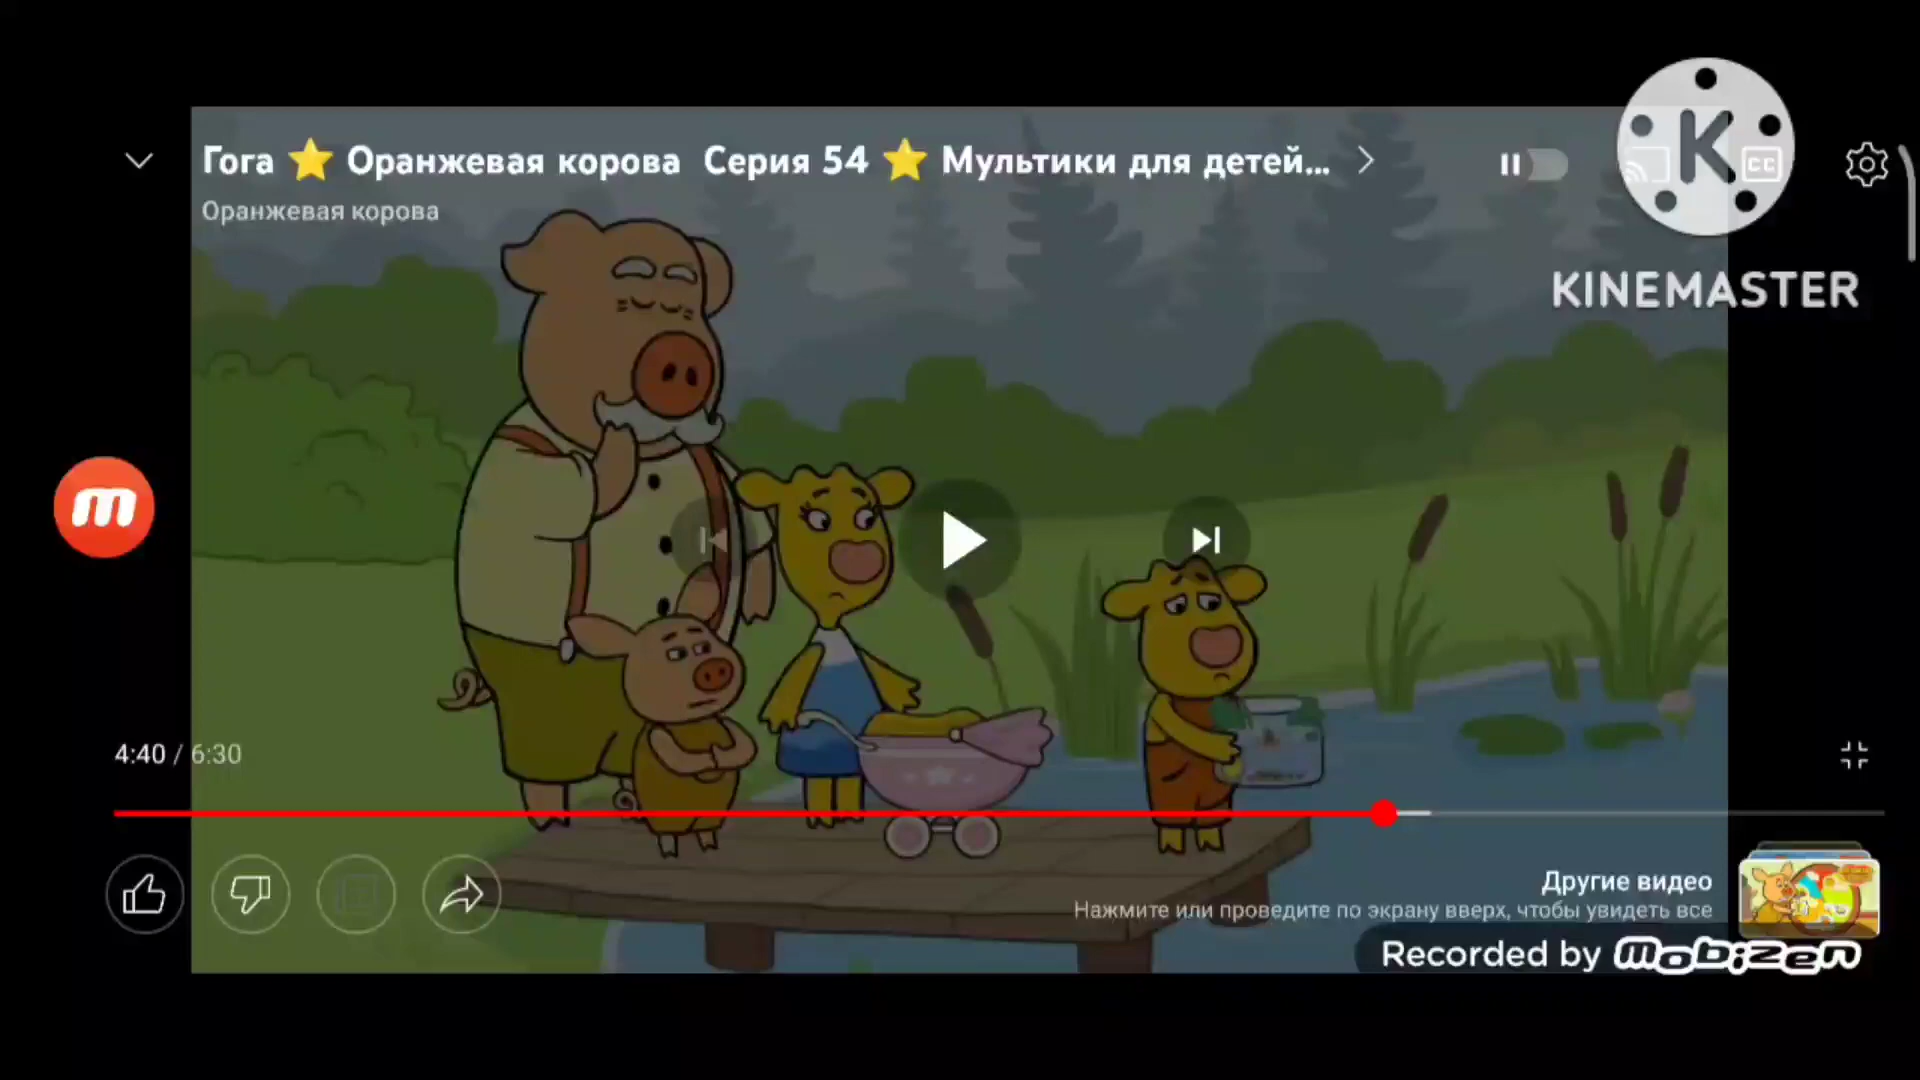 Гога ⭐ Оранжевая корова Серия 54 ⭐ Мультики для детей...
Оранжевая корова
K
CC
KINEMASTER
m
4:40 / 6:30
Другие видео
Нажмите или проведите по экрану вверх, чтобы увидеть все
Recorded by mobizen